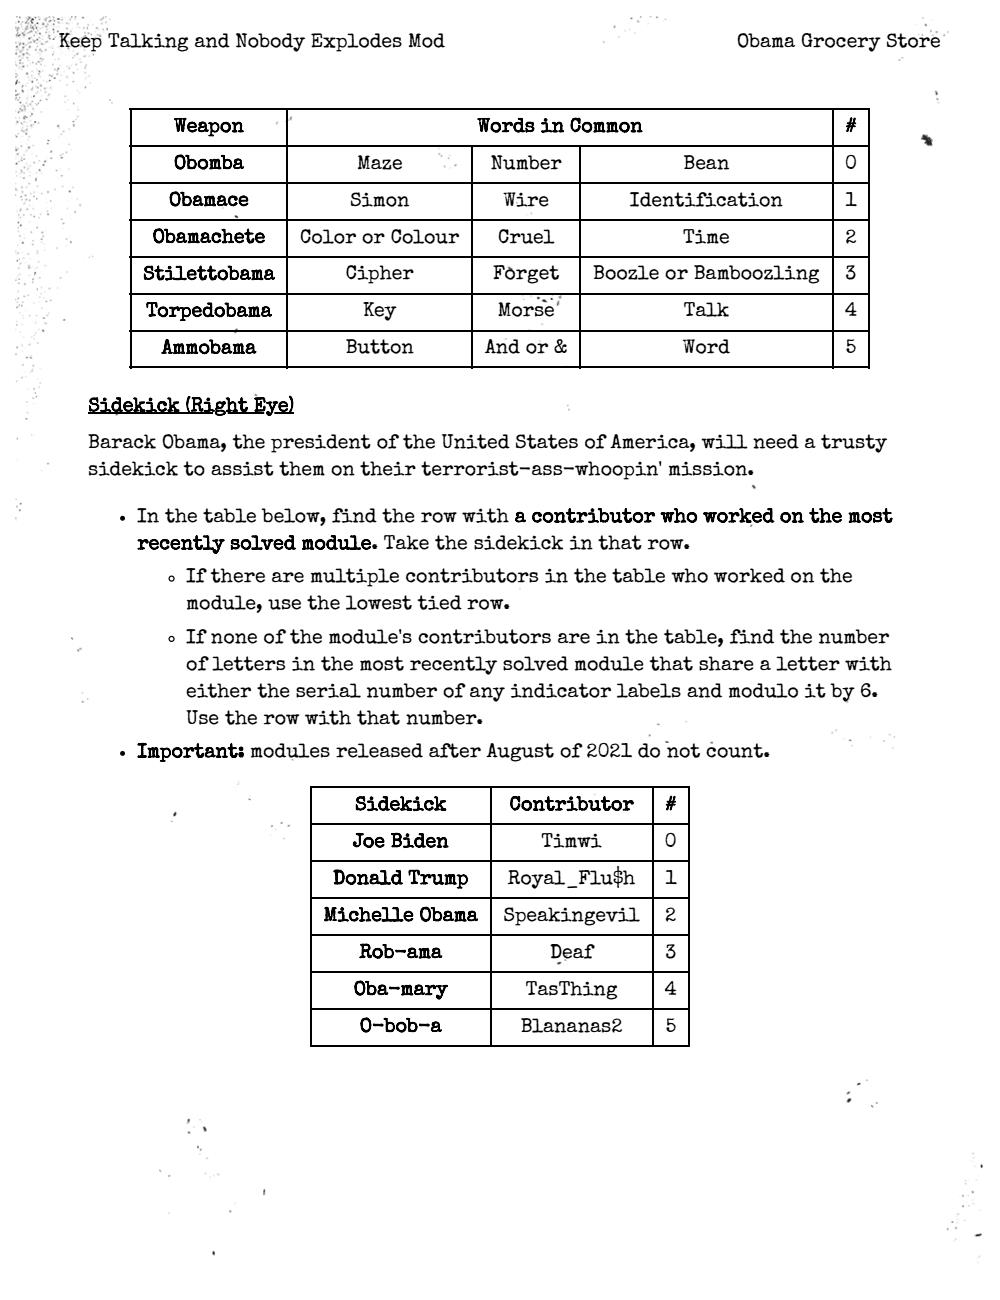 Keep Talking and Nobody Explodes Mod Obama Grocery Store
Weapon Words in Common #
Obomba Maze Number Bean 0
Obamace Simon Wire Identification 1
Obamachete Color or Colour Cruel Time 2
Stilettobama Cipher Forget Boozle or Bamboozling 3
Torpedobama Key Morse Talk 4
Ammobama Button And or & Word 5
Sidekick (Right Eye)
Barack Obama, the president of the United States of America, will need a trusty
sidekick to assist them on their terrorist-ass-whoopin' mission.
• In the table below, find the row with a contributor who worked on the most
recently solved module. Take the sidekick in that row.
◦ If there are multiple contributors in the table who worked on the
module, use the lowest tied row.
◦ If none of the module's contributors are in the table, find the number
of letters in the most recently solved module that share a letter with
either the serial number of any indicator labels and modulo it by 6.
Use the row with that number.
• Important: modules released after August of 2021 do not count.
Sidekick Contributor #
Joe Biden Timwi 0
Donald Trump Royal_Flu$h 1
Michelle Obama Speakingevil 2
Rob-ama Deaf 3
Oba-mary TasThing 4
O-bob-a Blananas2 5